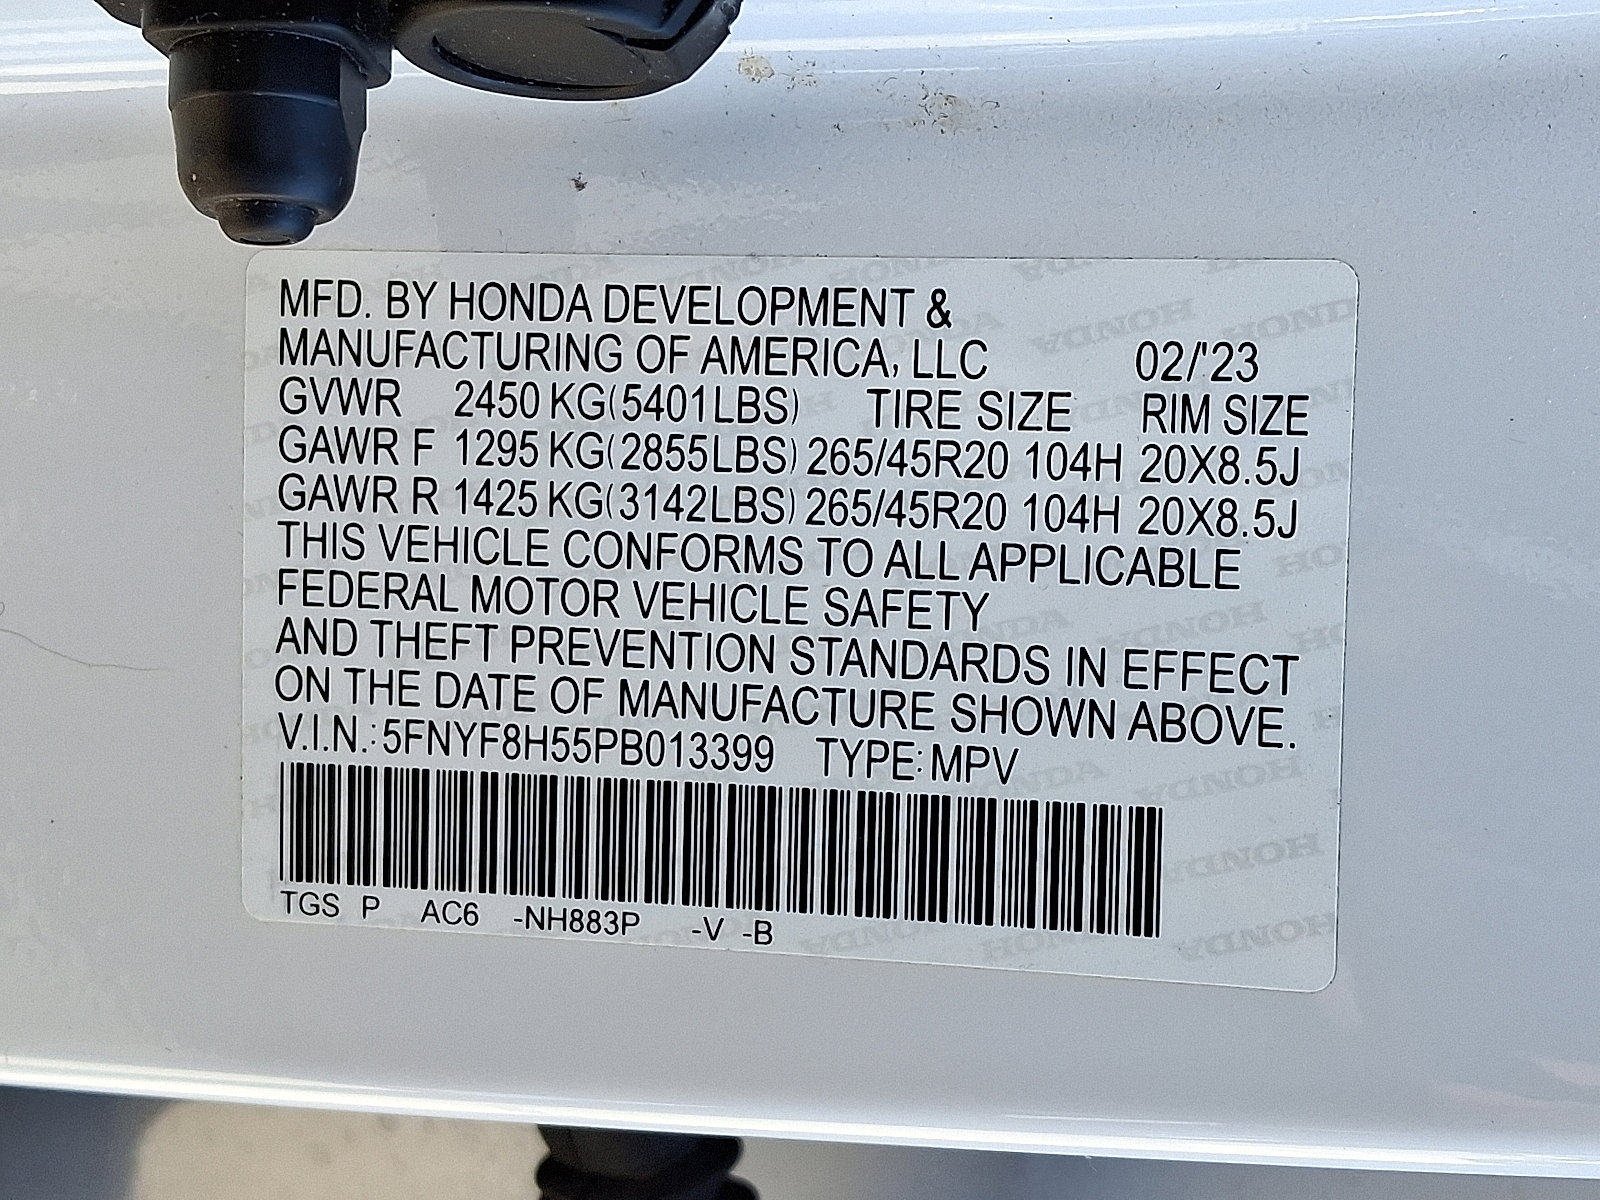 MFD. BY HONDA DEVELOPMENT &
MANUFACTURING OF AMERICA, LLC 02/'23
GVWR 2450 KG(5401LBS) TIRE SIZE RIM SIZE
GAWR F 1295 KG(2855LBS) 265/45R20 104H 20X8.5J
GAWR R 1425 KG(3142LBS) 265/45R20 104H 20X8.5J
THIS VEHICLE CONFORMS TO ALL APPLICABLE
FEDERAL MOTOR VEHICLE SAFETY
AND THEFT PREVENTION STANDARDS IN EFFECT
ON THE DATE OF MANUFACTURE SHOWN ABOVE.
V.I.N.: 5FNYF8H55PB013399 TYPE: MPV
TGS P AC6 -NH883P -V -B